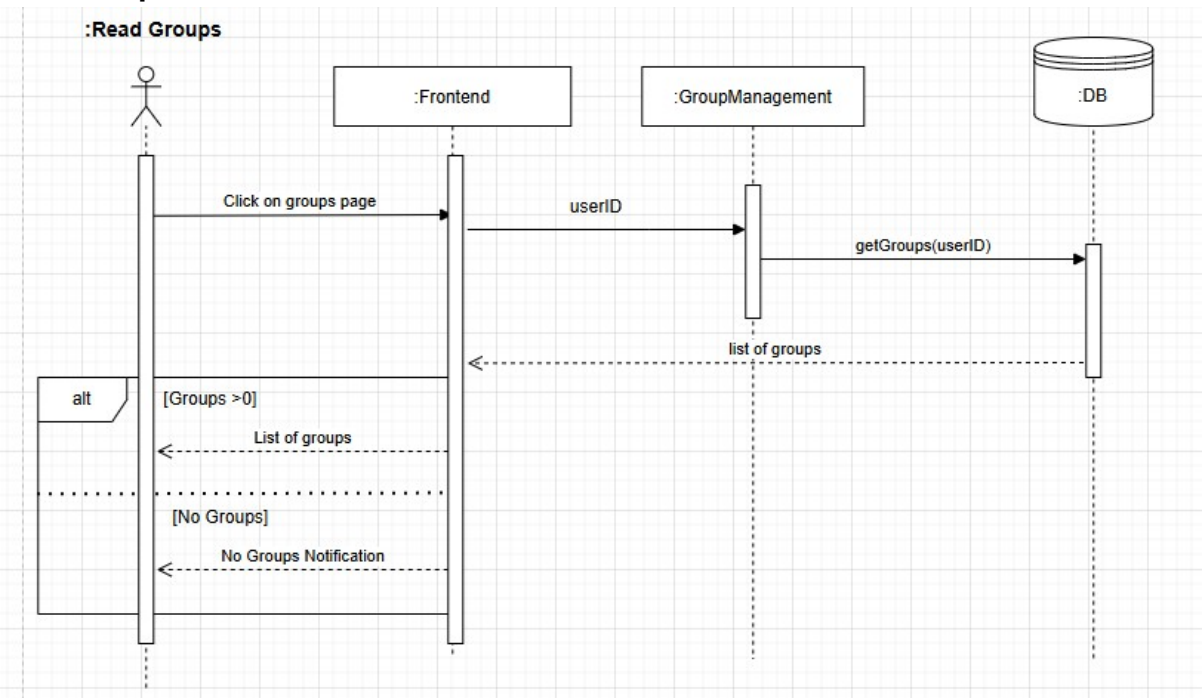 :Read Groups
:Frontend
:GroupManagement
:DB
Click on groups page
userID
getGroups(userID)
list of groups
alt
[Groups >0]
List of groups
[No Groups]
No Groups Notification